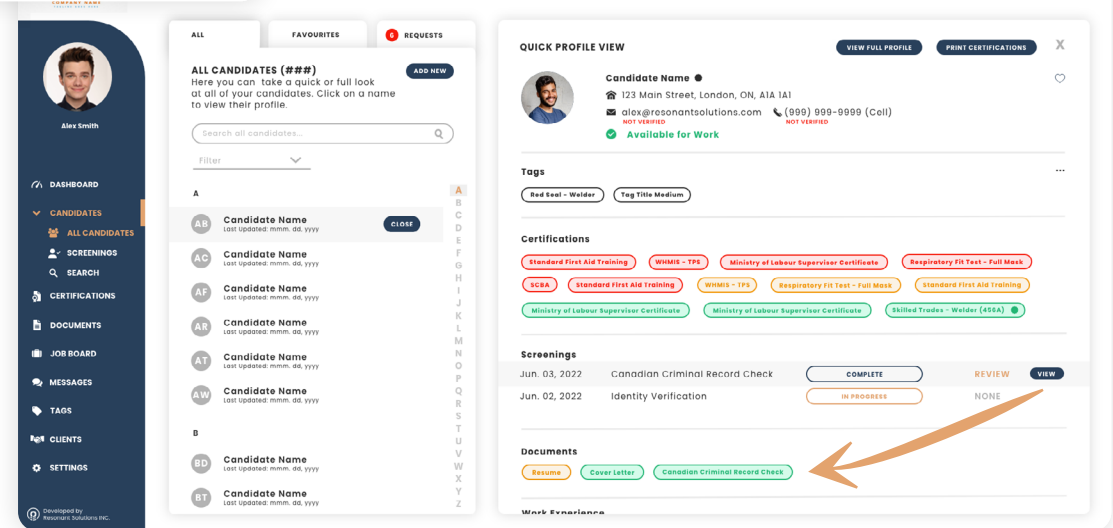 COMPANY NAME
TAGLINE GOES HERE
Alex Smith
DASHBOARD
CANDIDATES
ALL CANDIDATES
SCREENINGS
SEARCH
CERTIFICATIONS
DOCUMENTS
JOB BOARD
MESSAGES
TAGS
CLIENTS
SETTINGS
Developed by
Resonant Solutions INC.
ALL
FAVOURITES
6 REQUESTS
ALL CANDIDATES (###)
ADD NEW
Here you can take a quick or full look
at all of your candidates. Click on a name
to view their profile.
Search all candidates...
Filter
A
AB
Candidate Name
Last Updated: mmm. dd, yyyy
CLOSE
AC
Candidate Name
Last Updated: mmm. dd, yyyy
AF
Candidate Name
Last Updated: mmm. dd, yyyy
AR
Candidate Name
Last Updated: mmm. dd, yyyy
AT
Candidate Name
Last Updated: mmm. dd, yyyy
AW
Candidate Name
Last Updated: mmm. dd, yyyy
B
BD
Candidate Name
Last Updated: mmm. dd, yyyy
BT
Candidate Name
Last Updated: mmm. dd, yyyy
A
B
C
D
E
F
G
H
I
J
K
L
M
N
O
P
Q
R
S
T
U
V
W
X
Y
Z
QUICK PROFILE VIEW
VIEW FULL PROFILE
PRINT CERTIFICATIONS
X
Candidate Name
123 Main Street, London, ON, A1A 1A1
alex@resonantsolutions.com (999) 999-9999 (Cell)
NOT VERIFIED NOT VERIFIED
Available for Work
Tags
...
Red Seal - Welder Tag Title Medium
Certifications
Standard First Aid Training WHMIS - TPS Ministry of Labour Supervisor Certificate Respiratory Fit Test - Full Mask
SCBA Standard First Aid Training WHMIS - TPS Respiratory Fit Test - Full Mask Standard First Aid Training
Ministry of Labour Supervisor Certificate Ministry of Labour Supervisor Certificate Skilled Trades - Welder (456A)
Screenings
Jun. 03, 2022 Canadian Criminal Record Check COMPLETE REVIEW VIEW
Jun. 02, 2022 Identity Verification IN PROGRESS NONE
Documents
Resume Cover Letter Canadian Criminal Record Check
Work Experience